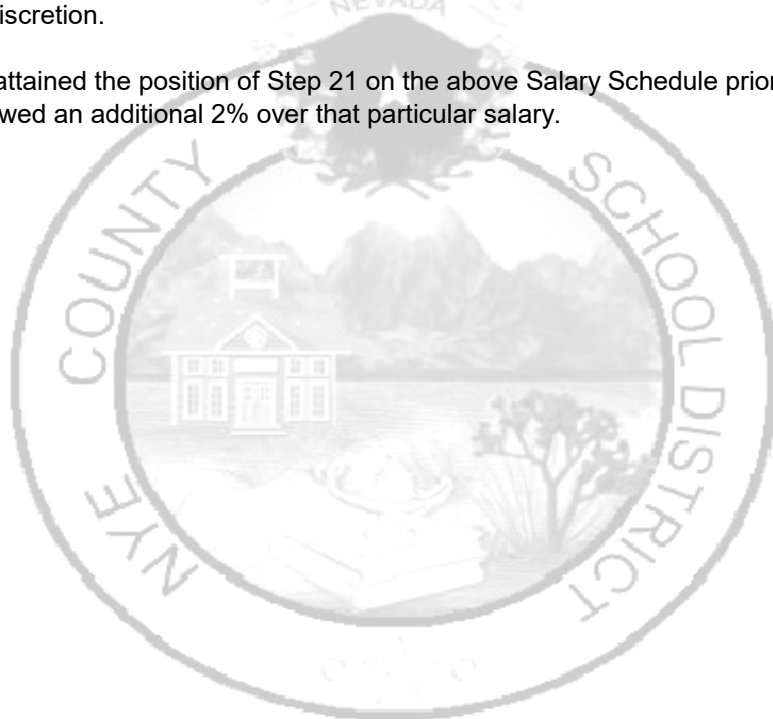 NEVADA
iscretion.
attained the position of Step 21 on the above Salary Schedule prior
wed an additional 2% over that particular salary.
NYE COUNTY SCHOOL DISTRICT